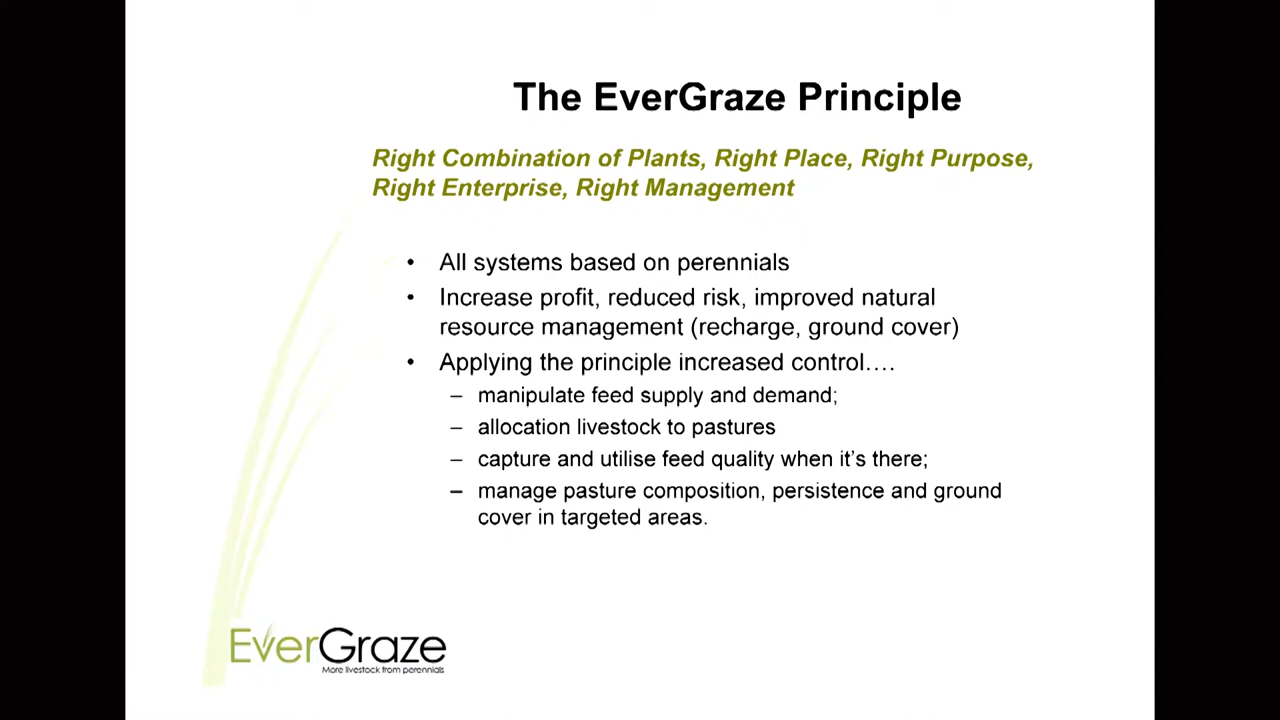 The EverGraze Principle
Right Combination of Plants, Right Place, Right Purpose,
Right Enterprise, Right Management
• All systems based on perennials
• Increase profit, reduced risk, improved natural
resource management (recharge, ground cover)
• Applying the principle increased control….
– manipulate feed supply and demand;
– allocation livestock to pastures
– capture and utilise feed quality when it’s there;
– manage pasture composition, persistence and ground
cover in targeted areas.
EverGraze
More livestock from perennials